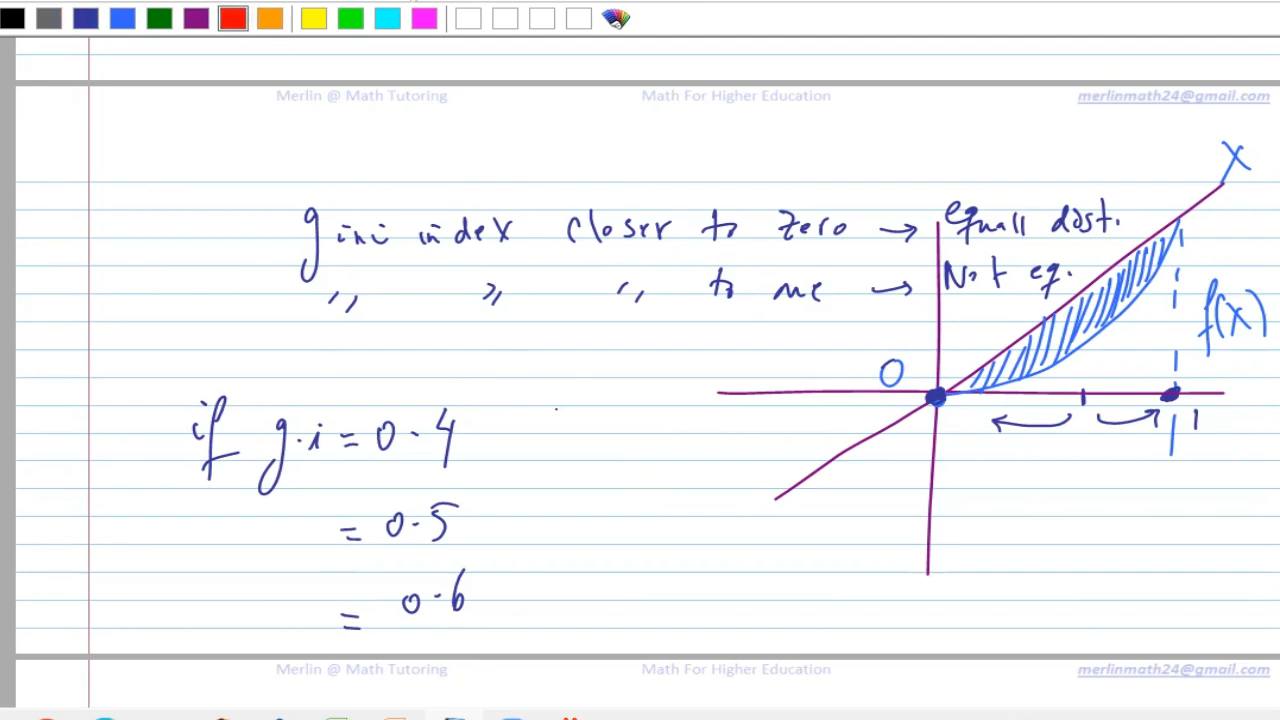 Merlin @ Math Tutoring Math For Higher Education merlinmath24@gmail.com
X
gini index closer to zero → equall dist.
,, ,, ,, to one → Not eq.
f(x)
0
1
if g.i = 0.4
= 0.5
= 0.6
Merlin @ Math Tutoring Math For Higher Education merlinmath24@gmail.com